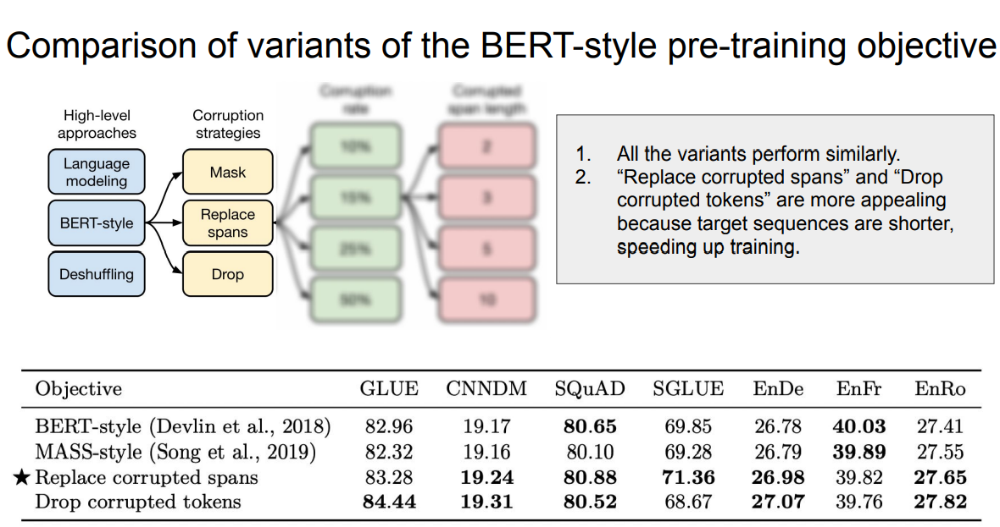 Comparison of variants of the BERT-style pre-training objective
High-level
approaches
Language
modeling
BERT-style
Deshuffling
Corruption
strategies
Mask
Replace
spans
Drop
Corruption
rate
10%
15%
25%
50%
Corrupted
span length
2
3
5
10
1. All the variants perform similarly.
2. “Replace corrupted spans” and “Drop
corrupted tokens” are more appealing
because target sequences are shorter,
speeding up training.
Objective GLUE CNNDM SQuAD SGLUE EnDe EnFr EnRo
BERT-style (Devlin et al., 2018) 82.96 19.17 80.65 69.85 26.78 40.03 27.41
MASS-style (Song et al., 2019) 82.32 19.16 80.10 69.28 26.79 39.89 27.55
★ Replace corrupted spans 83.28 19.24 80.88 71.36 26.98 39.82 27.65
Drop corrupted tokens 84.44 19.31 80.52 68.67 27.07 39.76 27.82